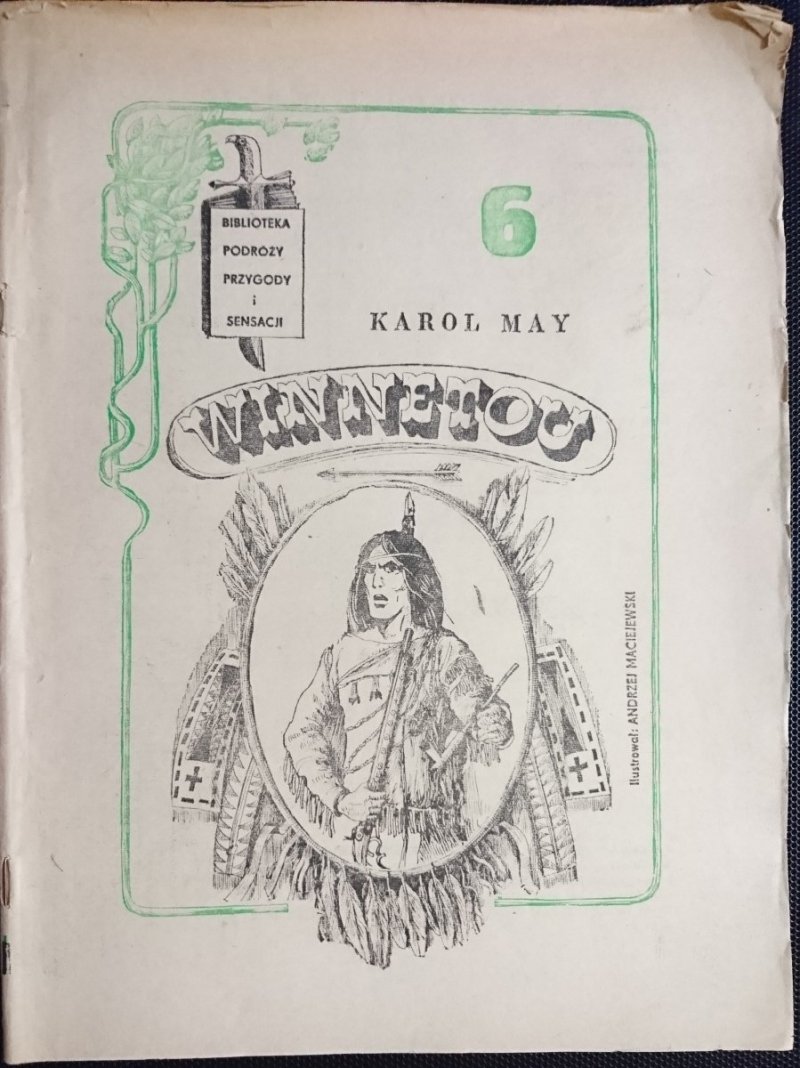 BIBLIOTEKA
PODRÓŻY
PRZYGODY
i
SENSACJI
6
KAROL MAY
WINNETOU
Ilustrował: ANDRZEJ MACIEJEWSKI